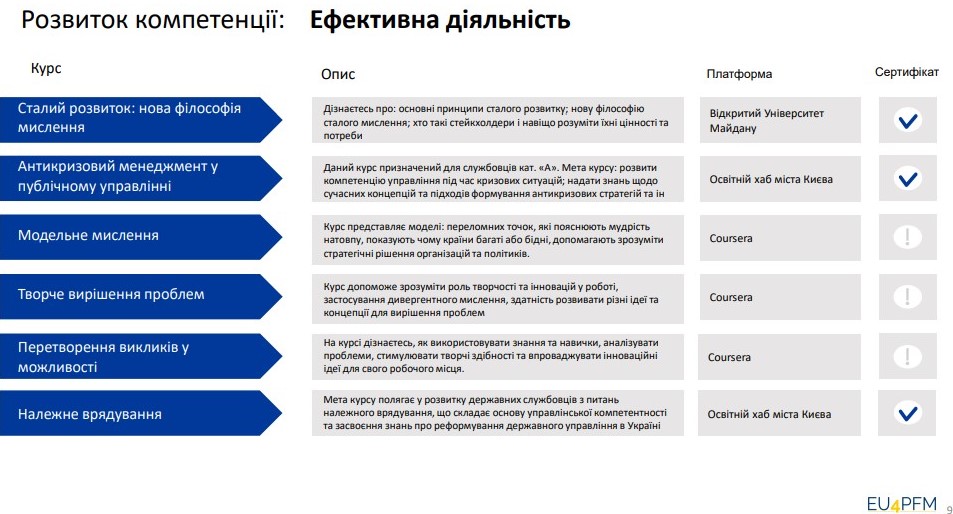 Розвиток компетенції: Ефективна діяльність
Курс
Опис
Платформа
Сертифікат
Сталий розвиток: нова філософія
мислення
Дізнаєтесь про: основні принципи сталого розвитку; нову філософію
сталого мислення; хто такі стейкхолдери і навіщо розуміти їхні цінності та
потреби
Відкритий Університет
Майдану
Антикризовий менеджмент у
публічному управлінні
Даний курс призначений для службовців кат. «А». Мета курсу: розвити
компетенцію управління під час кризових ситуацій; надати знань щодо
сучасних концепцій та підходів формування антикризових стратегій та ін
Освітній хаб міста Києва
Модельне мислення
Курс представляє моделі: переломних точок, які пояснюють мудрість
натовпу, показують чому країни багаті або бідні, допомагають зрозуміти
стратегічні рішення організацій та політиків.
Coursera
Творче вирішення проблем
Курс допоможе зрозуміти роль творчості та інновацій у роботі,
застосування дивергентного мислення, здатність розвивати різні ідеї та
концепції для вирішення проблем
Coursera
Перетворення викликів у
можливості
На курсі дізнаєтесь, як використовувати знання та навички, аналізувати
проблеми, стимулювати творчі здібності та впроваджувати інноваційні
ідеї для свого робочого місця.
Coursera
Належне врядування
Мета курсу полягає у розвитку державних службовців з питань
належного врядування, що складає основу управлінської компетентності
та засвоєння знань про реформування державного управління в Україні
Освітній хаб міста Києва
EU4PFM
9